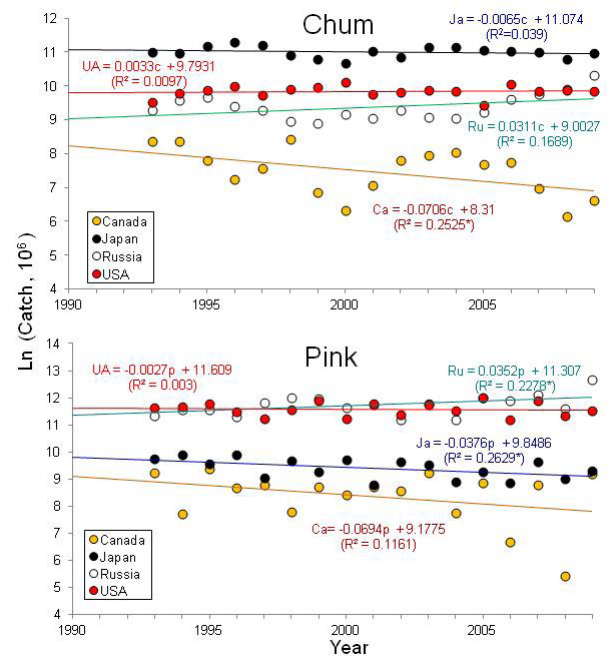 Chum
12
11
10
9
8
7
6
5
4
Ja = -0.0065c + 11.074
(R²=0.039)
UA = 0.0033c + 9.7931
(R² = 0.0097)
Ru = 0.0311c + 9.0027
(R² = 0.1689)
Ca = -0.0706c + 8.31
(R² = 0.2525*)
Canada
Japan
Russia
USA
1990 1995 2000 2005
Ln (Catch, 10⁶)
Pink
14
13
12
11
10
9
8
7
6
5
4
UA = -0.0027p + 11.609
(R² = 0.003)
Ru = 0.0352p + 11.307
(R² = 0.2278*)
Ja = -0.0376p + 9.8486
(R² = 0.2629*)
Ca= -0.0694p + 9.1775
(R² = 0.1161)
Canada
Japan
Russia
USA
1990 1995 2000 2005
Year